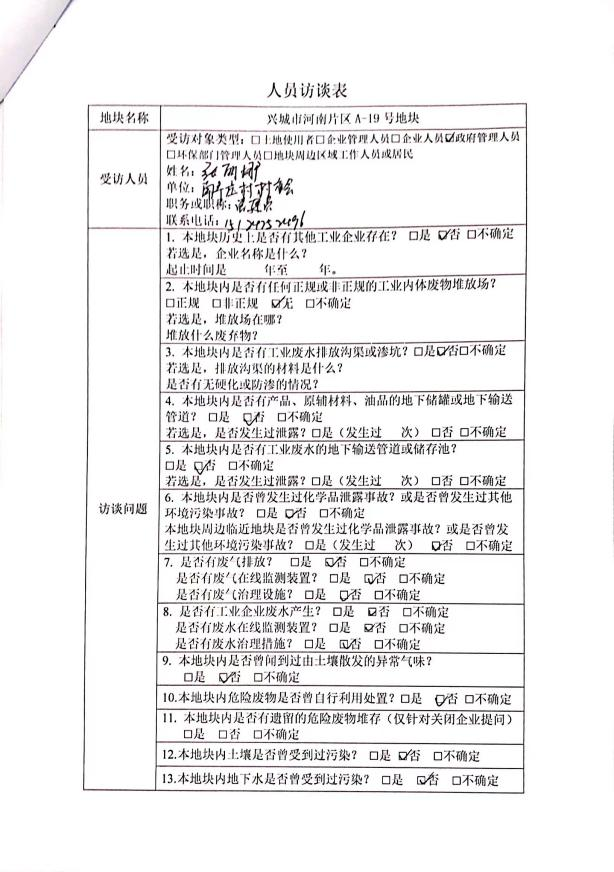 人员访谈表
地块名称
兴城市河南片区 A-19 号地块
受访人员
受访对象类型：□土地使用者□企业管理人员□企业人员☑政府管理人员
□环保部门管理人员□地块周边区域工作人员或居民
姓名：
单位：
职务或职称：
联系电话：
访谈问题
1. 本地块历史上是否有其他工业企业存在？ □是 ☑否 □不确定
若选是，企业名称是什么？
起止时间是 年至 年。
2. 本地块内是否有任何正规或非正规的工业内体废物堆放场？
□正规 □非正规 ☑无 □不确定
若选是，堆放场在哪？
堆放什么废弃物？
3. 本地块内是否有工业废水排放沟渠或渗坑？□是☑否□不确定
若选是，排放沟渠的材料是什么？
是否有无硬化或防渗的情况？
4. 本地块内是否有产品、原辅材料、油品的地下储罐或地下输送
管道？ □是 ☑否 □不确定
若选是，是否发生过泄露？□是（发生过 次） □否 □不确定
5. 本地块内是否有工业废水的地下输送管道或储存池？
□是 ☑否 □不确定
若选是，是否发生过泄露？□是（发生过 次） □否 □不确定
6. 本地块内是否曾发生过化学品泄露事故？或是否曾发生过其他
环境污染事故？ □是 ☑否 □不确定
本地块周边临近地块是否曾发生过化学品泄露事故？或是否曾发
生过其他环境污染事故？ □是（发生过 次） ☑否 □不确定
7. 是否有废气排放？ □是 ☑否 □不确定
是否有废气在线监测装置？ □是 ☑否 □不确定
是否有废气治理设施？ □是 ☑否 □不确定
8. 是否有工业企业废水产生？ □是 ☑否 □不确定
是否有废水在线监测装置？ □是 ☑否 □不确定
是否有废水治理措施？ □是 ☑否 □不确定
9. 本地块内是否曾闻到过由土壤散发的异常气味？
□是 ☑否 □不确定
10.本地块内危险废物是否曾自行利用处置？□是 ☑否 □不确定
11. 本地块内是否有遗留的危险废物堆存（仅针对关闭企业提问）
□是 □否 □不确定
12.本地块内土壤是否曾受到过污染？ □是 ☑否 □不确定
13.本地块内地下水是否曾受到过污染？ □是 ☑否 □不确定